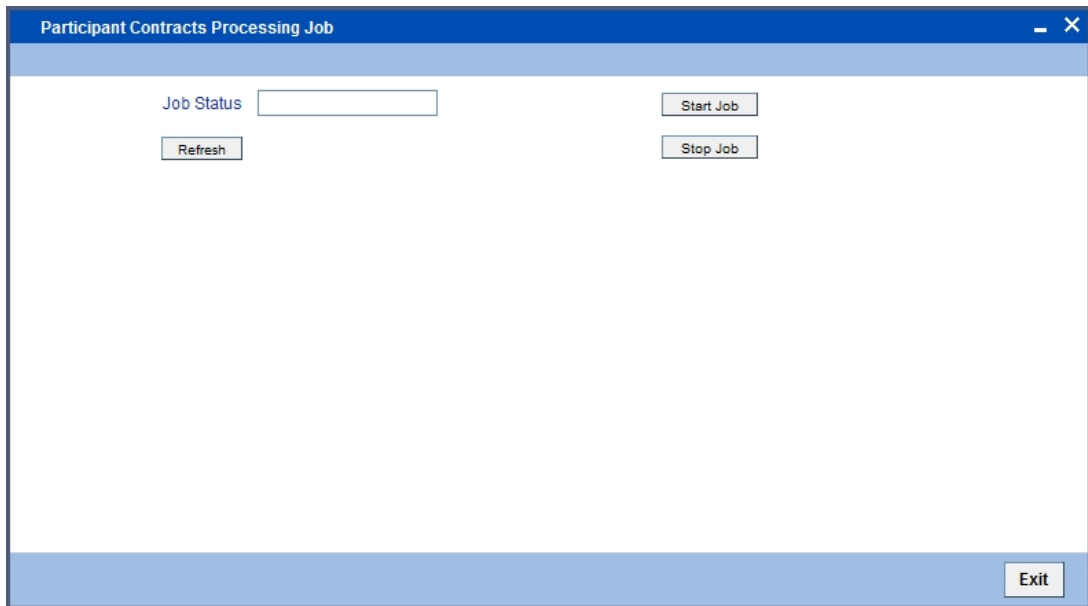 Participant Contracts Processing Job
Job Status
Start Job
Refresh
Stop Job
Exit